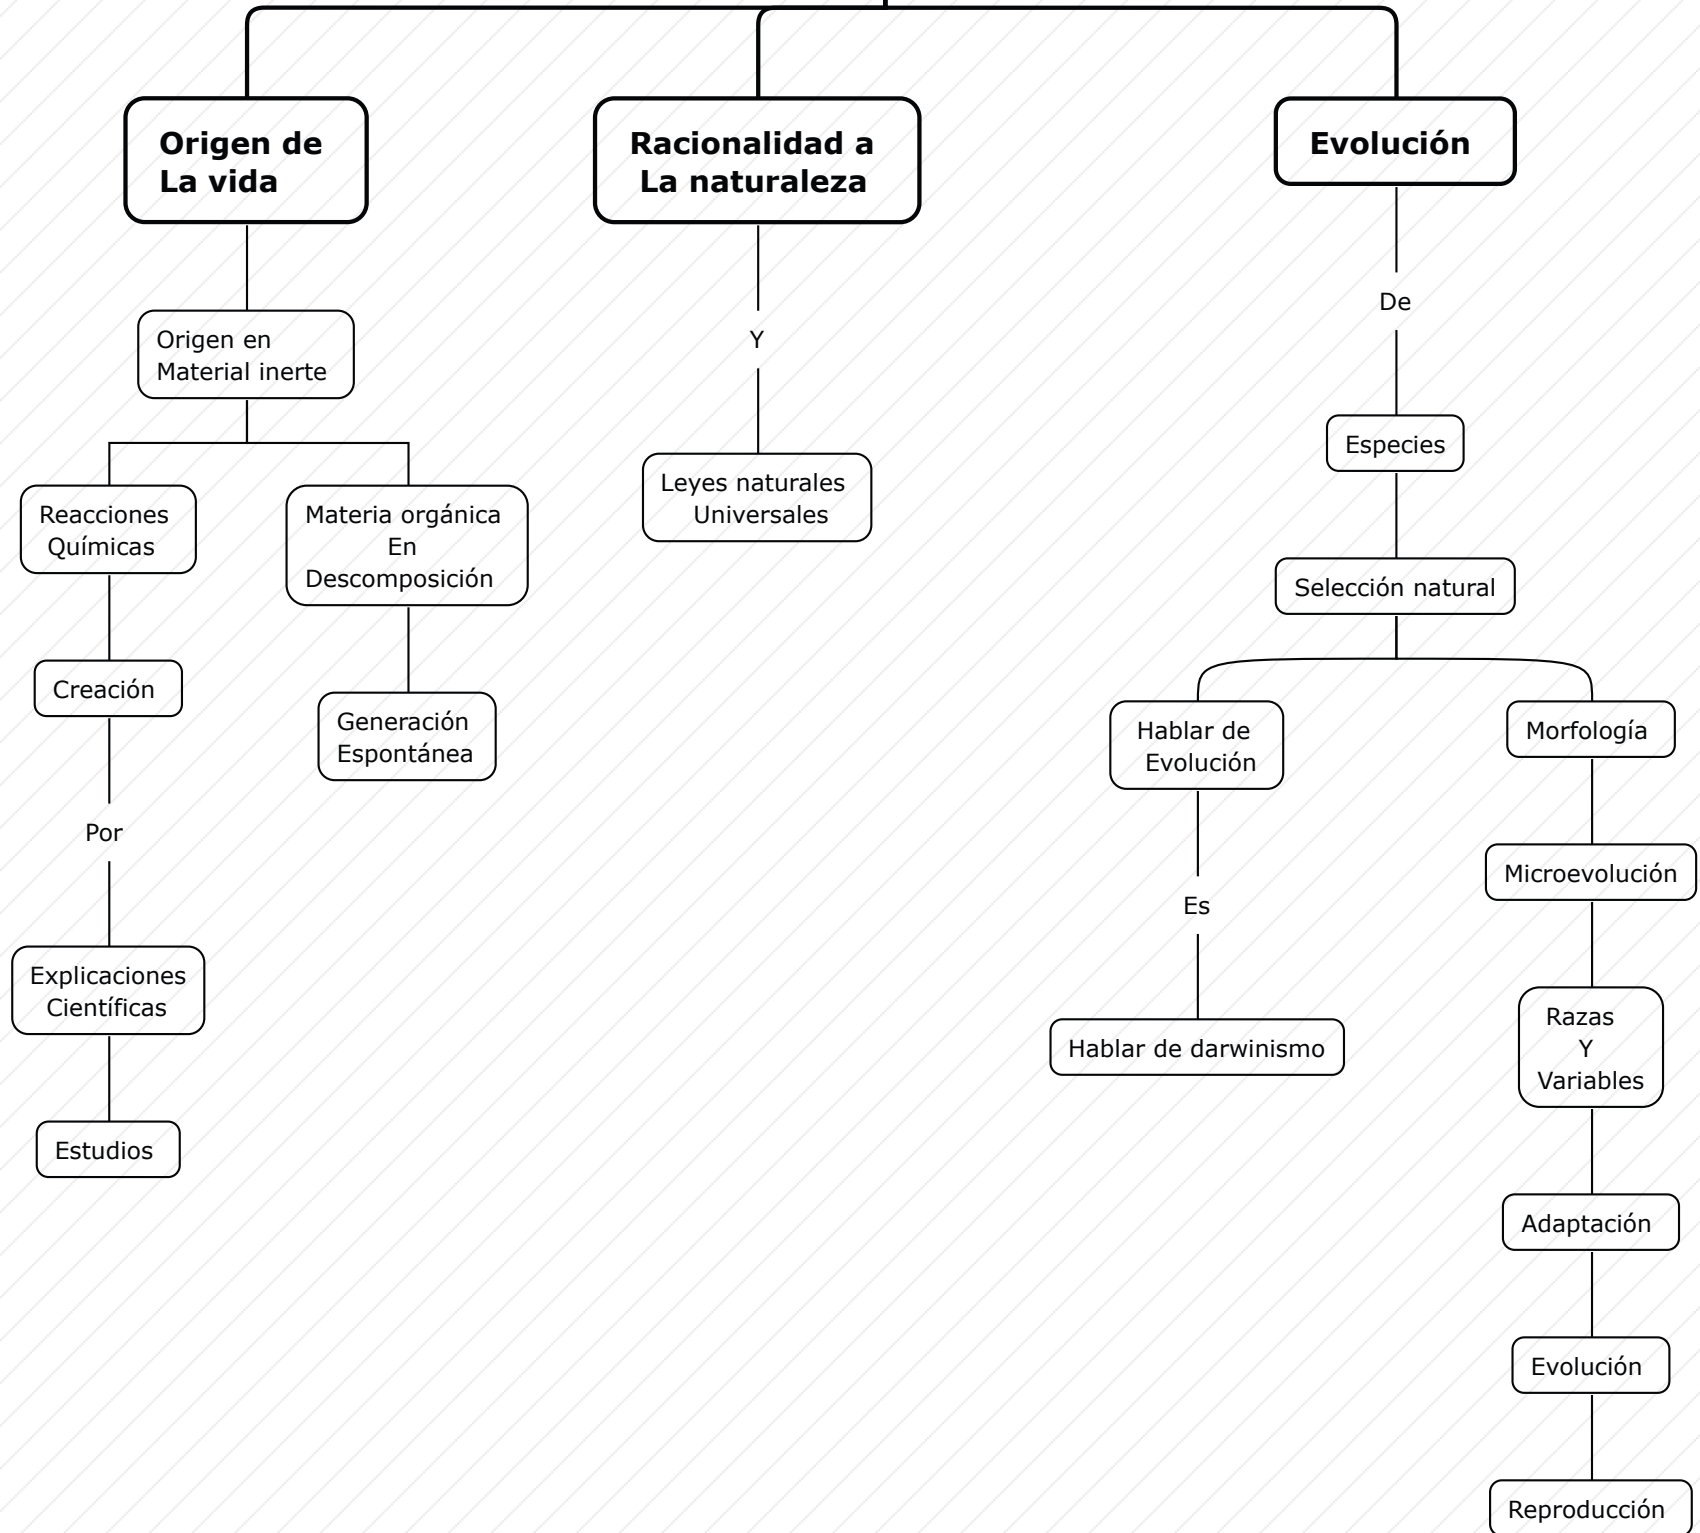 Origen de
La vida
Racionalidad a
La naturaleza
Evolución
Origen en
Material inerte
Reacciones
Químicas
Creación
Por
Explicaciones
Científicas
Estudios
Materia orgánica
En
Descomposición
Generación
Espontánea
Y
Leyes naturales
Universales
De
Especies
Selección natural
Hablar de
Evolución
Es
Hablar de darwinismo
Morfología
Microevolución
Razas
Y
Variables
Adaptación
Evolución
Reproducción